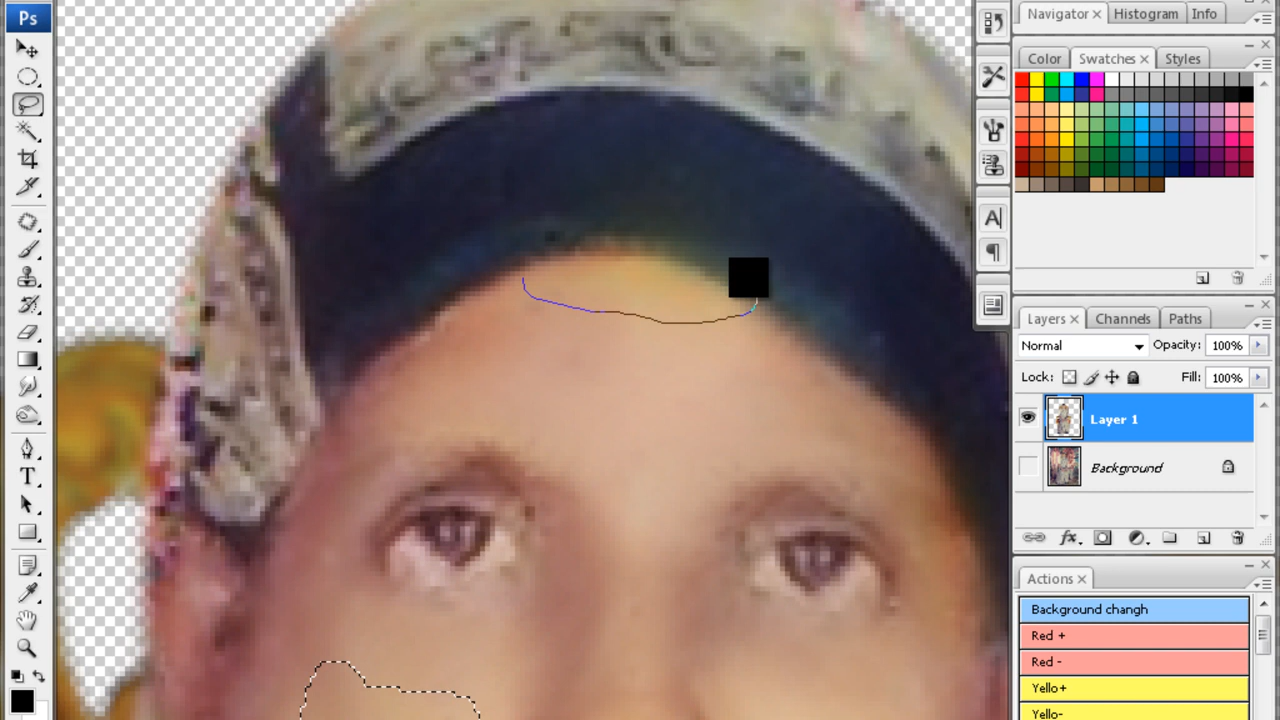 Ps
Navigator
Histogram
Info
Color
Swatches
Styles
A
T
Layers
Channels
Paths
Normal
Opacity: 100%
Lock:
Fill: 100%
Layer 1
Background
fx
Actions
Background changh
Red +
Red -
Yello+
Yello-